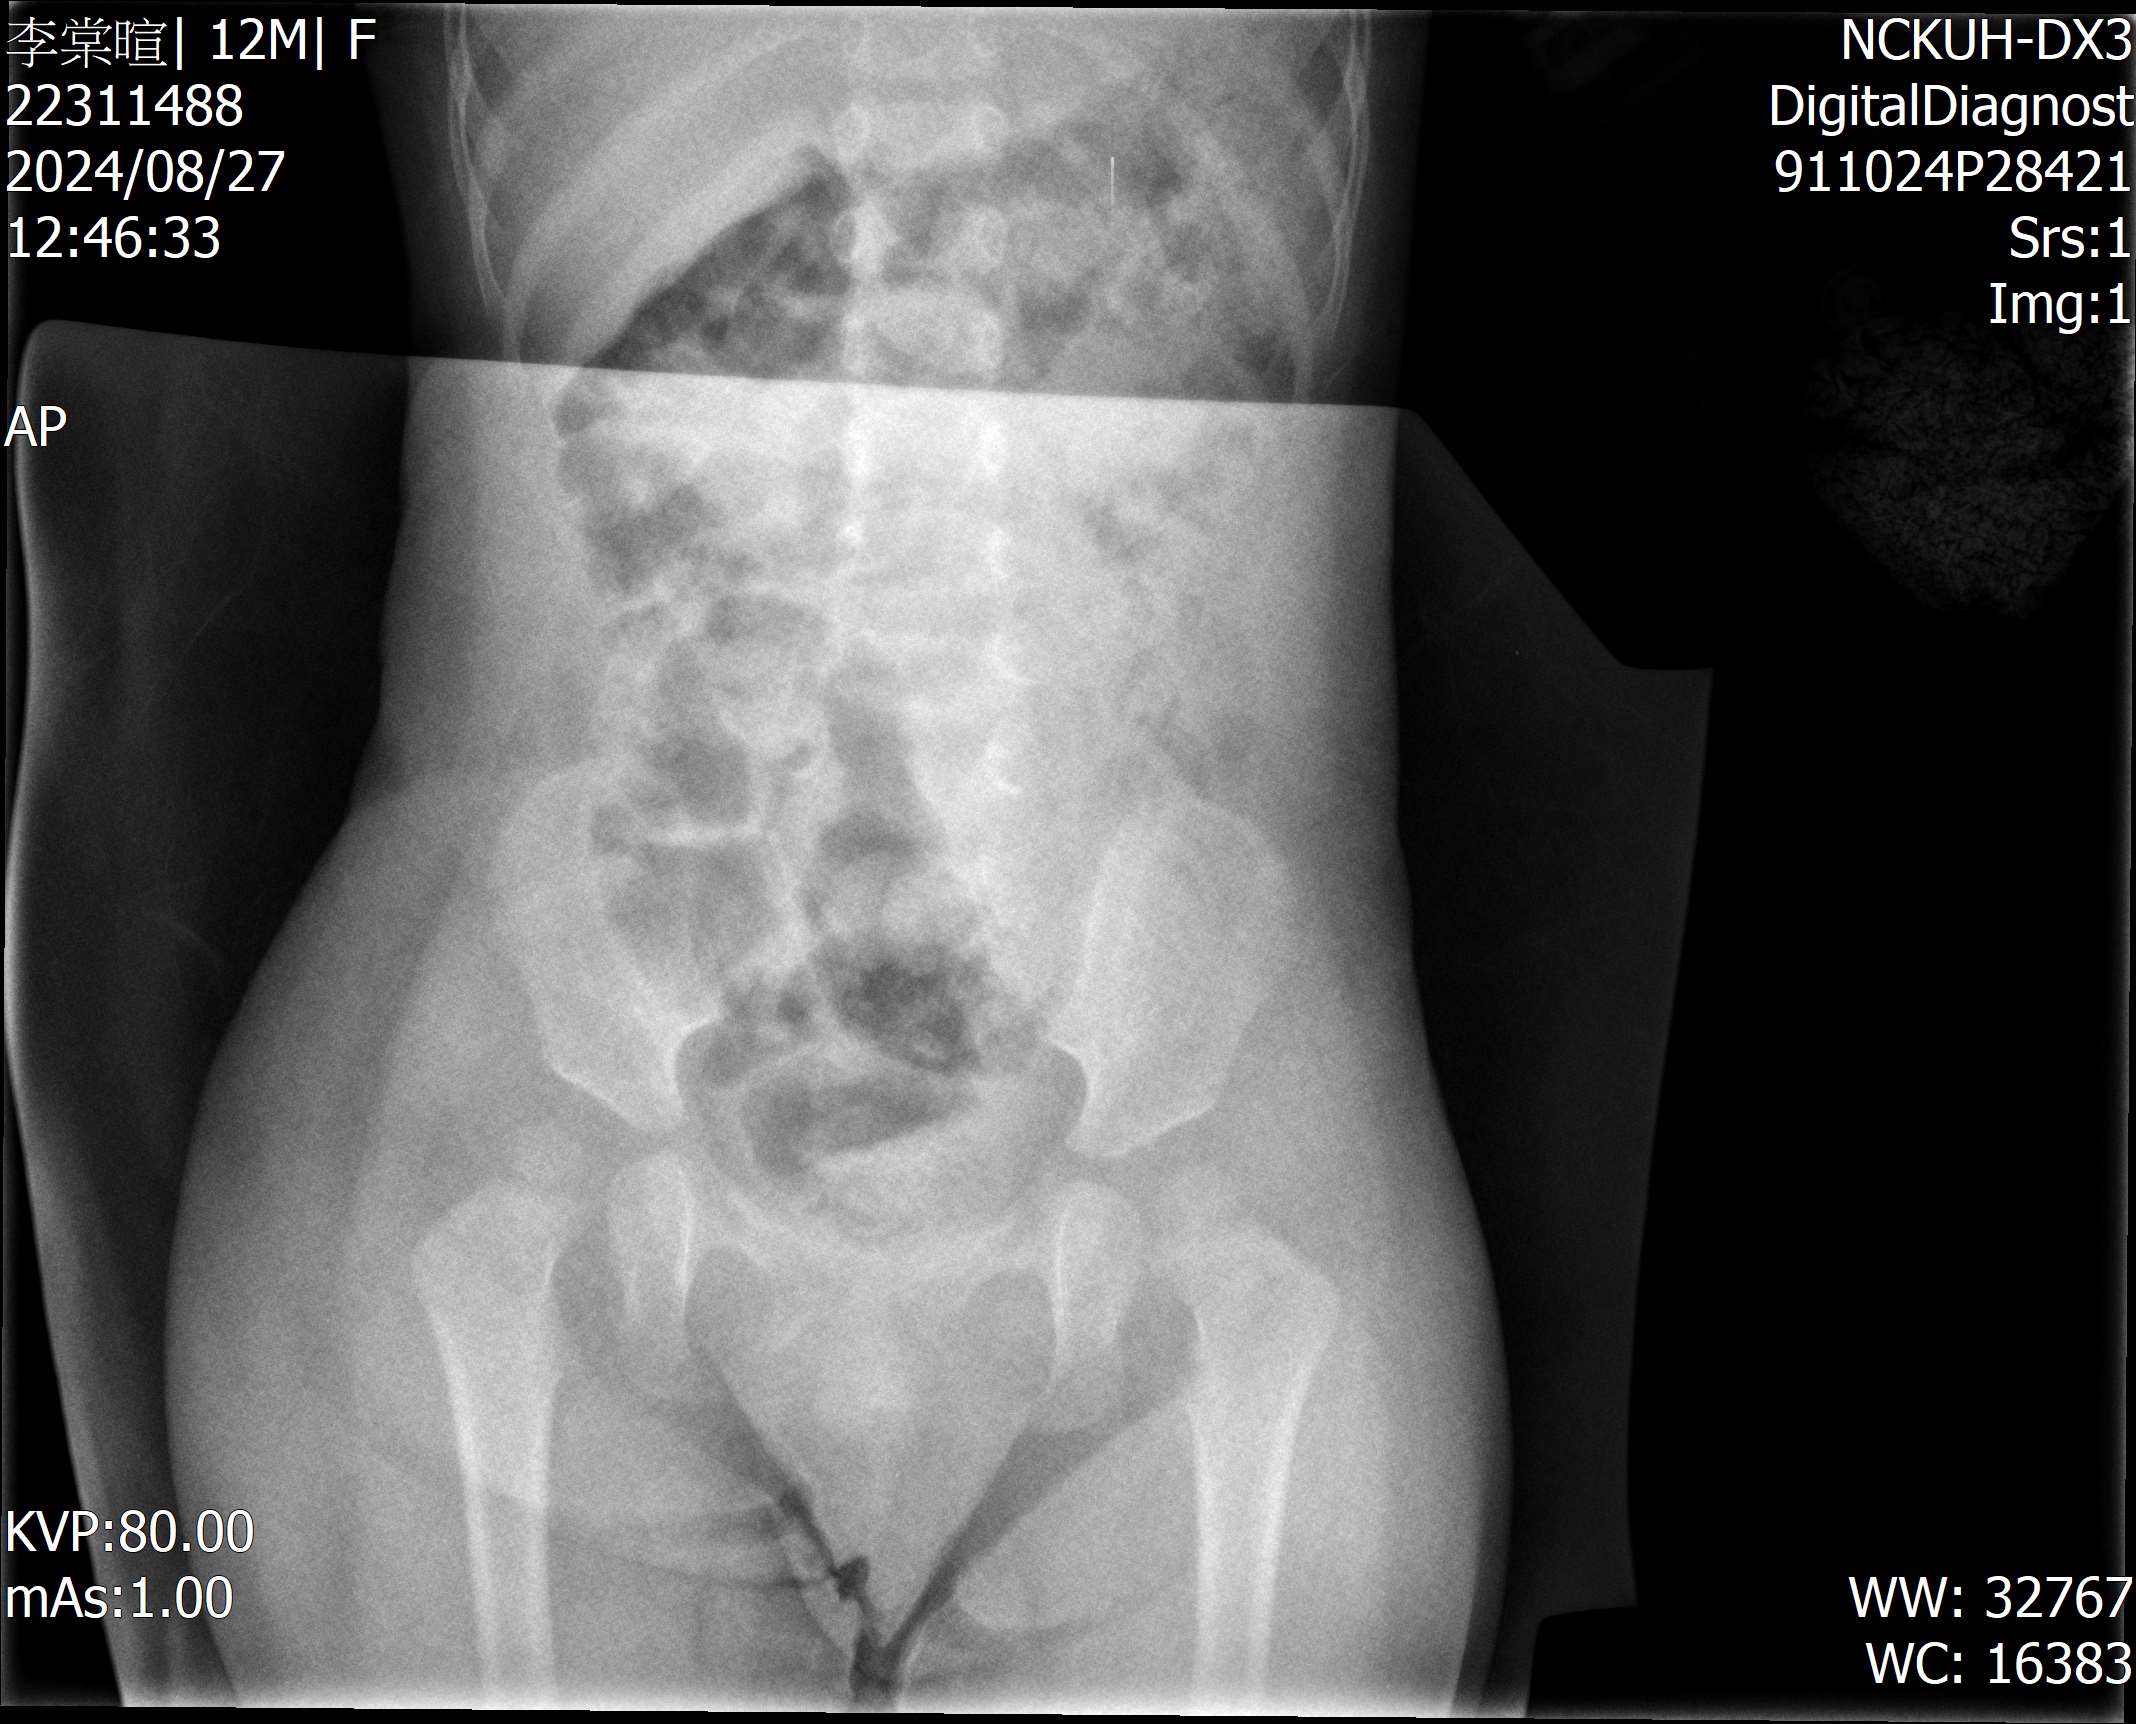 李棠暄| 12M| F
22311488
2024/08/27
12:46:33
NCKUH-DX3
DigitalDiagnost
911024P28421
Srs:1
Img:1
AP
KVP:80.00
mAs:1.00
WW: 32767
WC: 16383